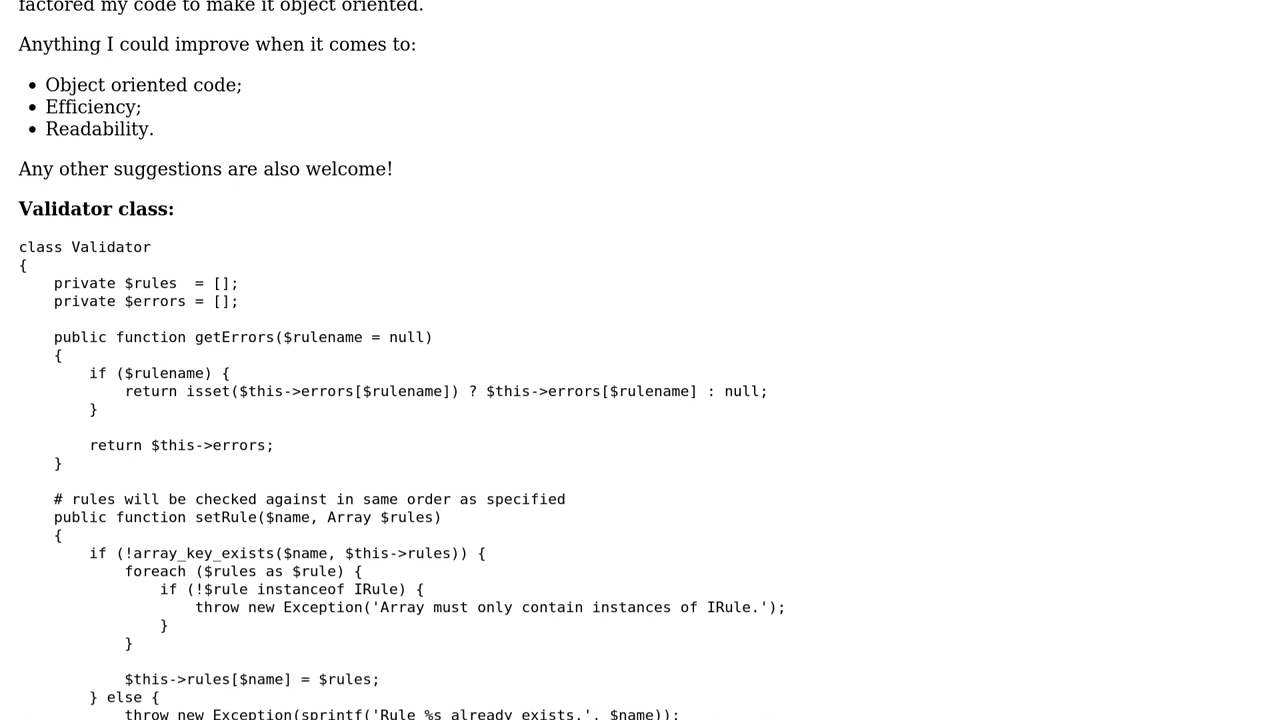 factored my code to make it object oriented.
Anything I could improve when it comes to:
• Object oriented code;
• Efficiency;
• Readability.
Any other suggestions are also welcome!
Validator class:
class Validator
{
    private $rules  = [];
    private $errors = [];

    public function getErrors($rulename = null)
    {
        if ($rulename) {
            return isset($this->errors[$rulename]) ? $this->errors[$rulename] : null;
        }

        return $this->errors;
    }

    # rules will be checked against in same order as specified
    public function setRule($name, Array $rules)
    {
        if (!array_key_exists($name, $this->rules)) {
            foreach ($rules as $rule) {
                if (!$rule instanceof IRule) {
                    throw new Exception('Array must only contain instances of IRule.');
                }
            }

            $this->rules[$name] = $rules;
        } else {
            throw new Exception(sprintf('Rule %s already exists.', $name));